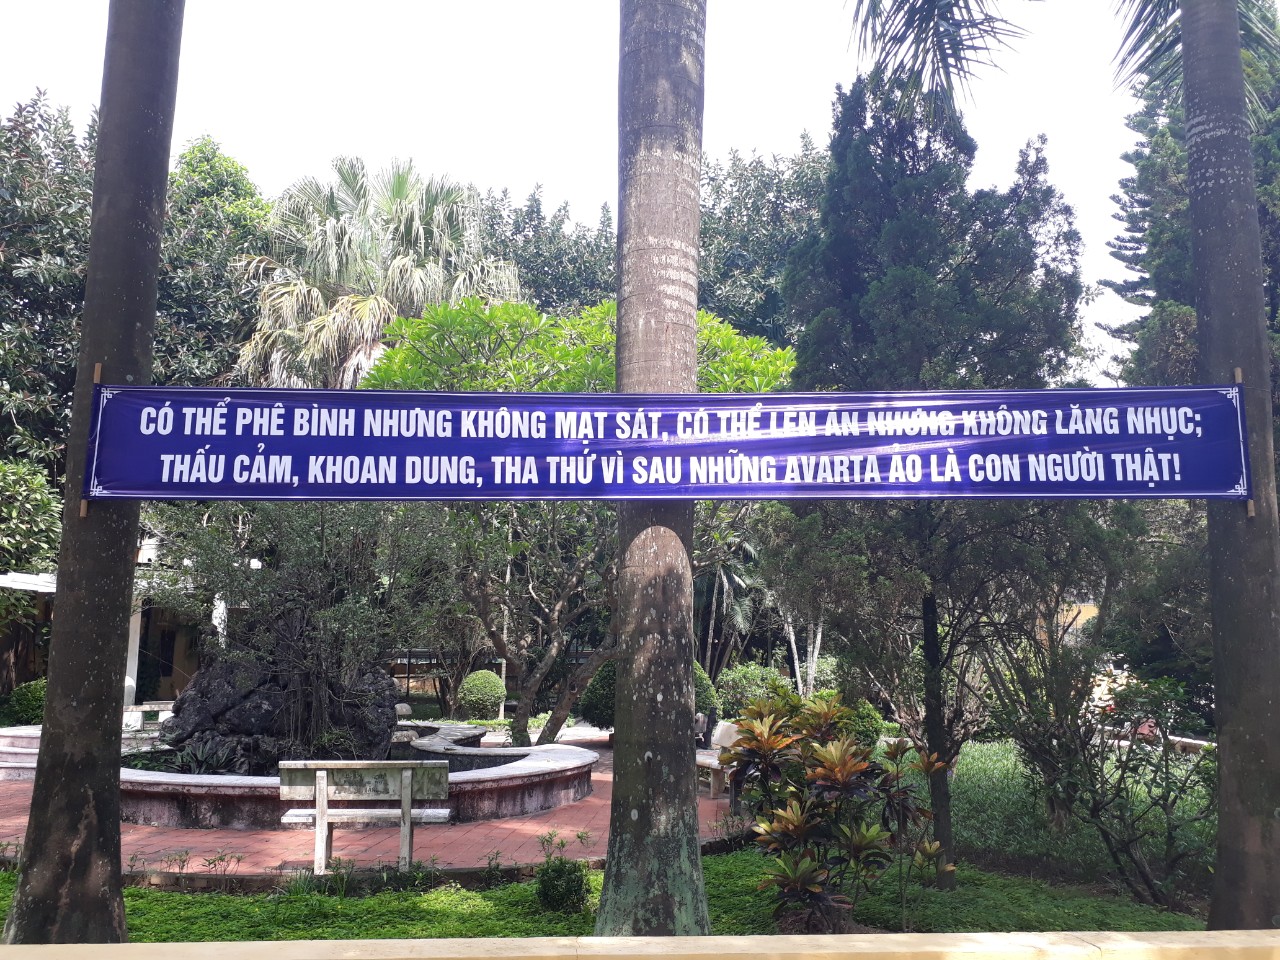 CÓ THỂ PHÊ BÌNH NHƯNG KHÔNG MẠT SÁT, CÓ THỂ LÊN ÁN NHƯNG KHÔNG LĂNG NHỤC;
THẤU CẢM, KHOAN DUNG, THA THỨ VÌ SAU NHỮNG AVARTA ẢO LÀ CON NGƯỜI THẬT!